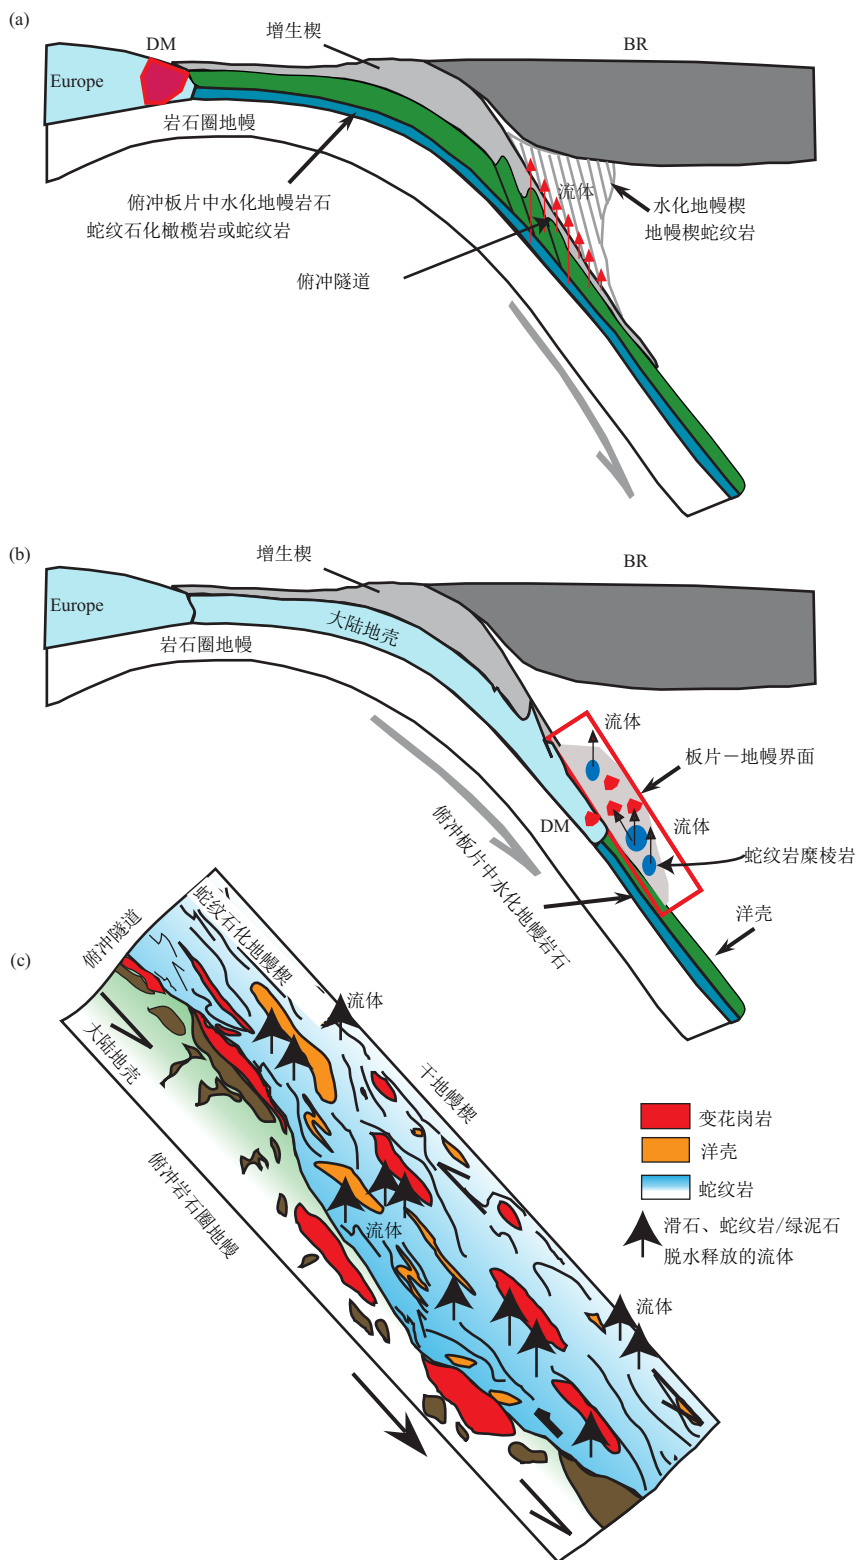 (a)
增生楔
DM
BR
Europe
岩石圈地幔
流体
俯冲板片中水化地幔岩石
蛇纹石化橄榄岩或蛇纹岩
水化地幔楔
地幔楔蛇纹岩
俯冲隧道
(b)
增生楔
BR
Europe
大陆地壳
岩石圈地幔
流体
板片－地幔界面
DM
流体
俯冲板片中水化地幔岩石
蛇纹岩糜棱岩
洋壳
(c)
俯冲隧道
蛇纹石化地幔楔
流体
大陆地壳
干地幔楔
变花岗岩
洋壳
俯冲岩石圈地幔
蛇纹岩
流体
滑石、蛇纹岩/绿泥石
脱水释放的流体
流体